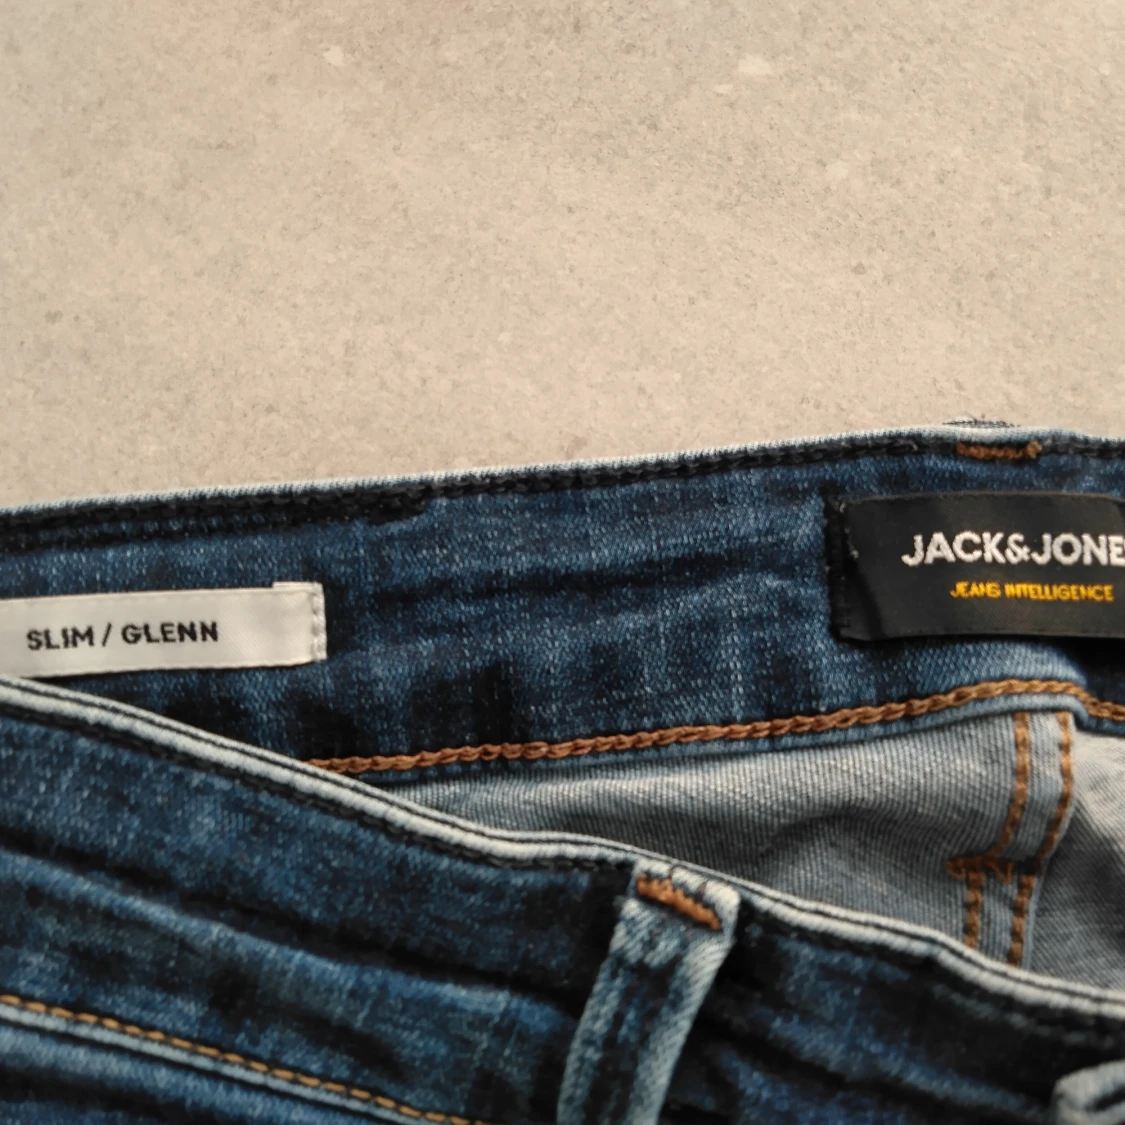 SLIM / GLENN
JACK&JONE
JEANS INTELLIGENCE